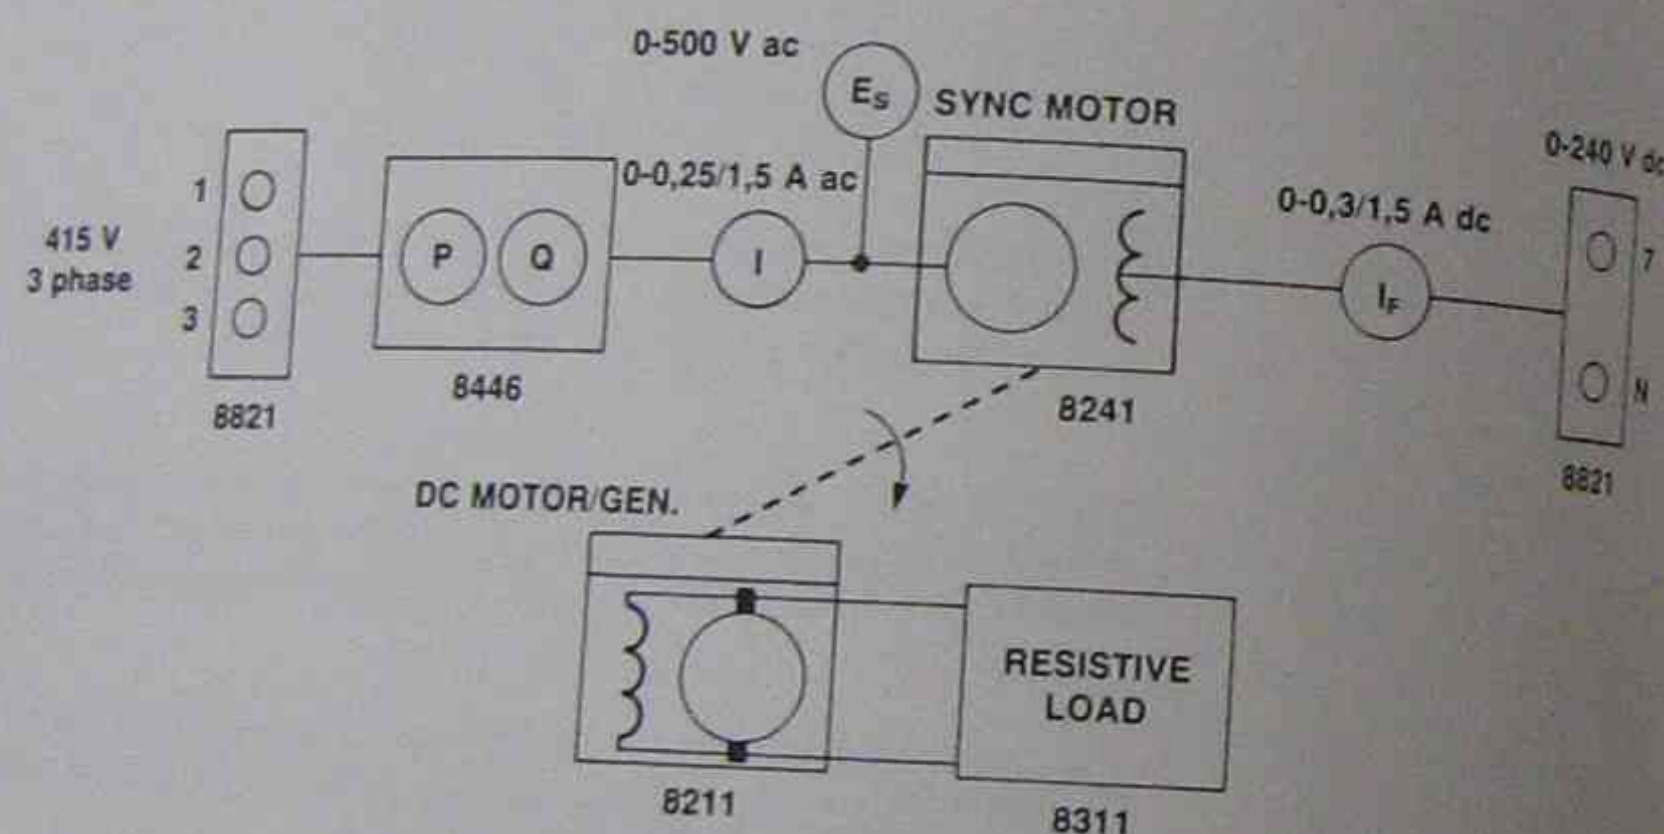 0-500 V ac
Es
SYNC MOTOR
0-240 V dc
415 V
3 phase
1
2
3
8821
P
Q
8446
0-0,25/1,5 A ac
I
8241
0-0,3/1,5 A dc
IF
7
N
8821
DC MOTOR/GEN.
8211
RESISTIVE
LOAD
8311